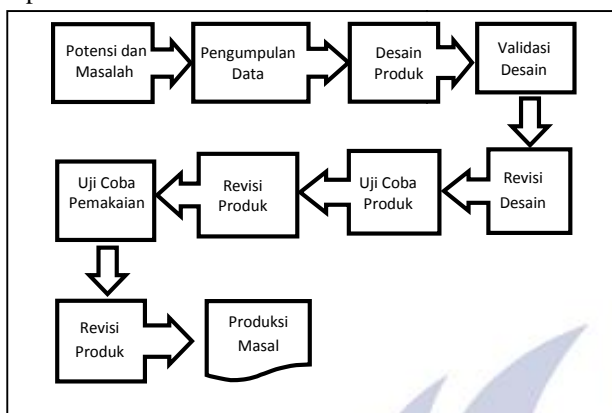 Potensi dan
Masalah
Pengumpulan
Data
Desain
Produk
Validasi
Desain
Revisi
Desain
Uji Coba
Produk
Revisi
Produk
Uji Coba
Pemakaian
Revisi
Produk
Produksi
Masal